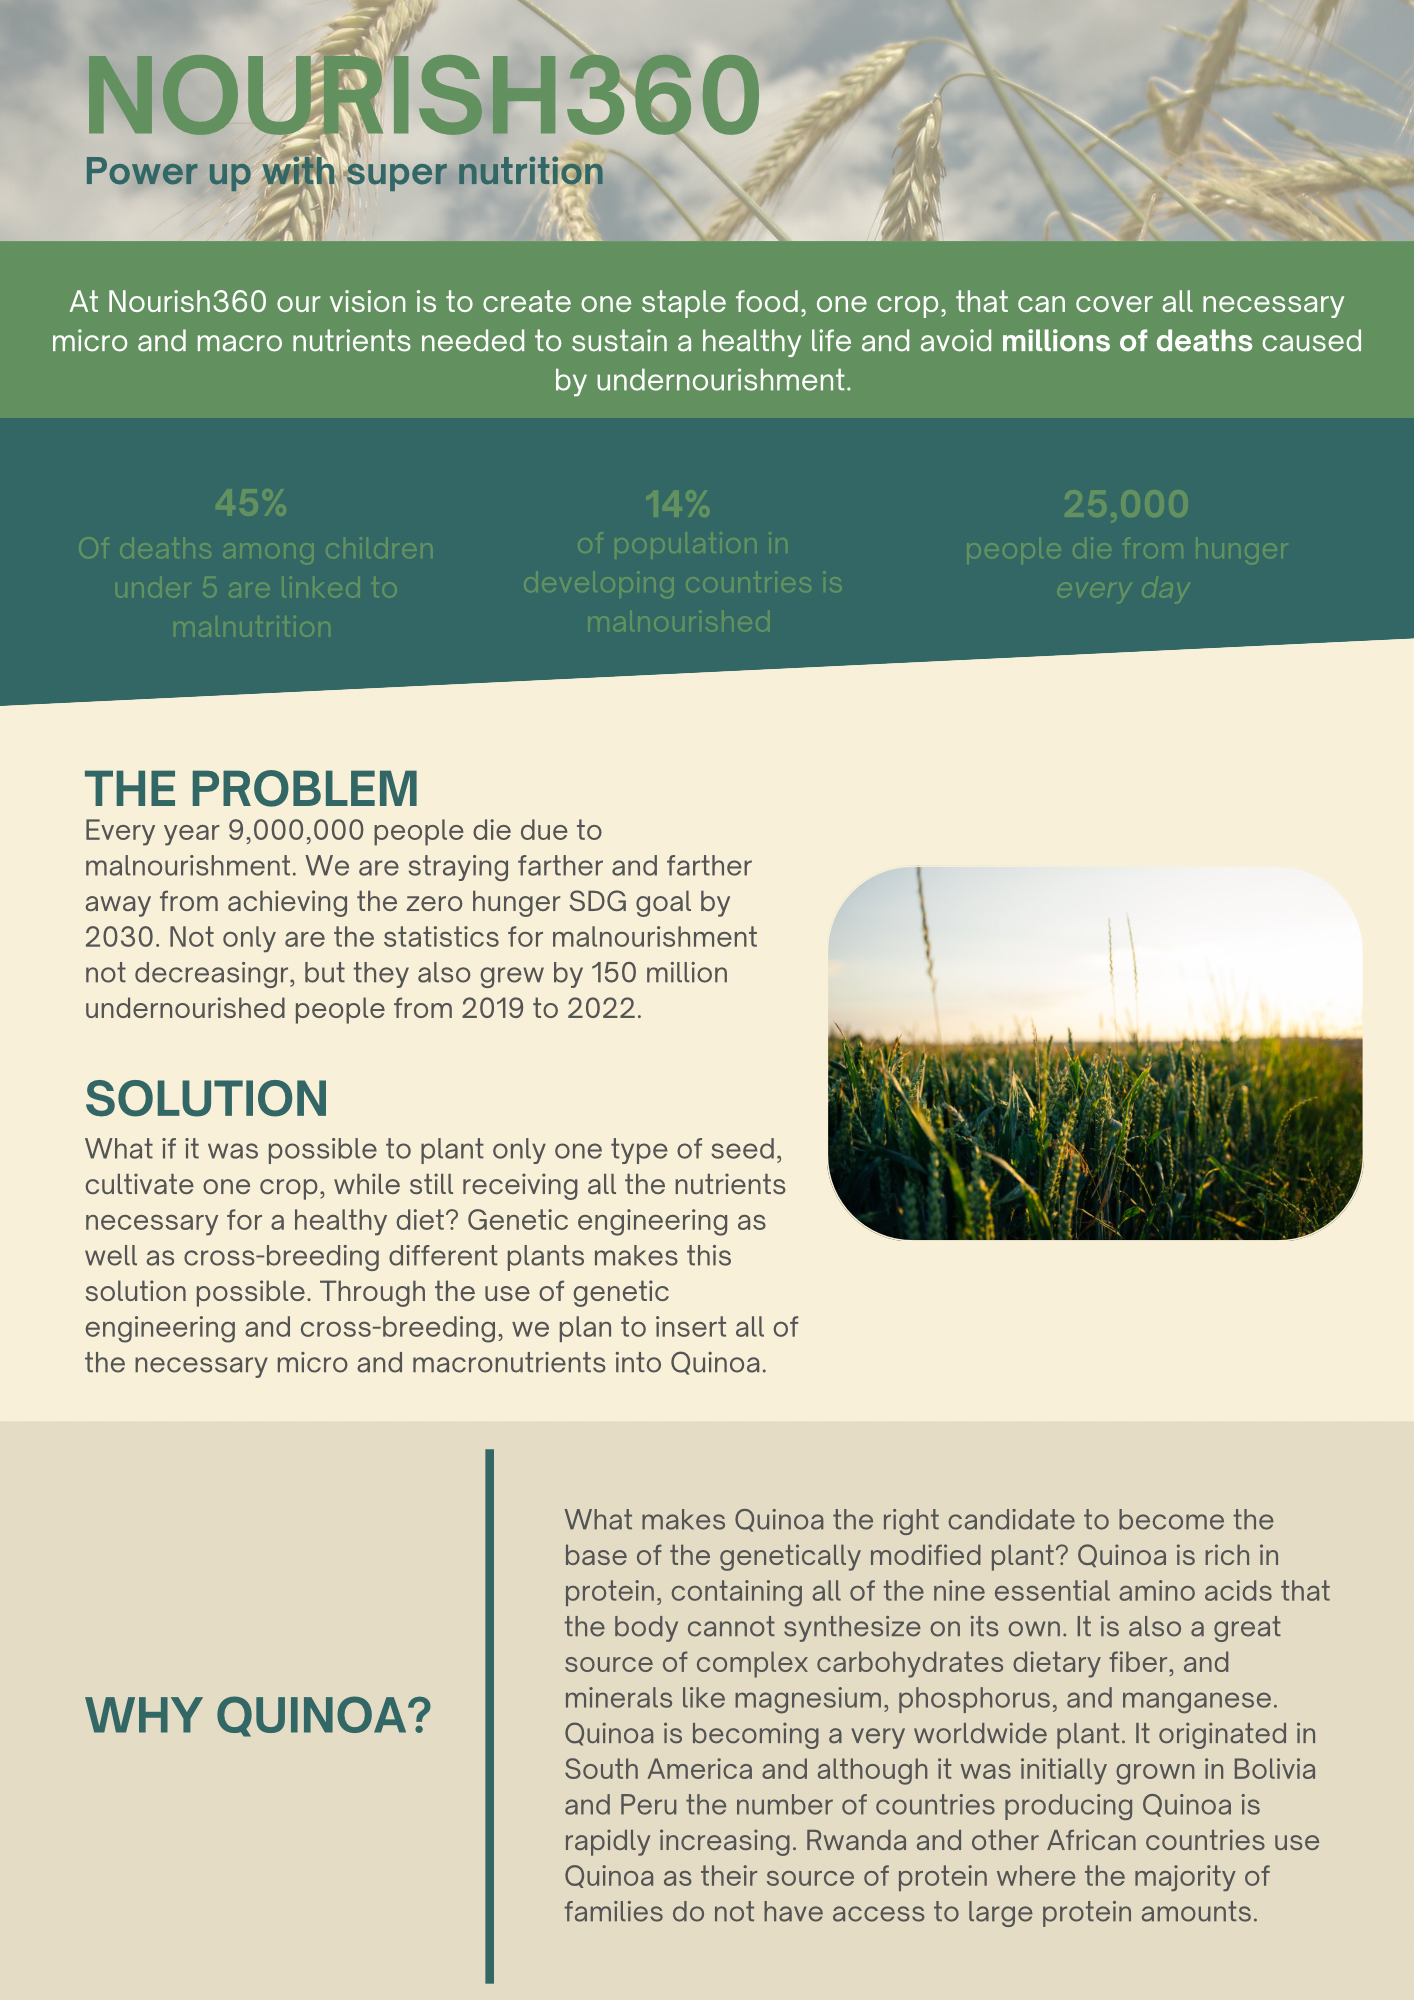 NOURISH360
Power up with super nutrition
At Nourish360 our vision is to create one staple food, one crop, that can cover all necessary
micro and macro nutrients needed to sustain a healthy life and avoid millions of deaths caused
by undernourishment.
45%
Of deaths among children
under 5 are linked to
malnutrition
14%
of population in
developing countries is
malnourished
25,000
people die from hunger
every day
THE PROBLEM
Every year 9,000,000 people die due to
malnourishment. We are straying farther and farther
away from achieving the zero hunger SDG goal by
2030. Not only are the statistics for malnourishment
not decreasingr, but they also grew by 150 million
undernourished people from 2019 to 2022.
SOLUTION
What if it was possible to plant only one type of seed,
cultivate one crop, while still receiving all the nutrients
necessary for a healthy diet? Genetic engineering as
well as cross-breeding different plants makes this
solution possible. Through the use of genetic
engineering and cross-breeding, we plan to insert all of
the necessary micro and macronutrients into Quinoa.
WHY QUINOA?
What makes Quinoa the right candidate to become the
base of the genetically modified plant? Quinoa is rich in
protein, containing all of the nine essential amino acids that
the body cannot synthesize on its own. It is also a great
source of complex carbohydrates dietary fiber, and
minerals like magnesium, phosphorus, and manganese.
Quinoa is becoming a very worldwide plant. It originated in
South America and although it was initially grown in Bolivia
and Peru the number of countries producing Quinoa is
rapidly increasing. Rwanda and other African countries use
Quinoa as their source of protein where the majority of
families do not have access to large protein amounts.